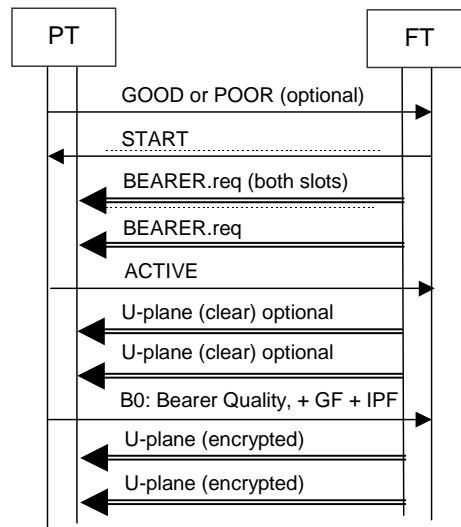 PT
FT
GOOD or POOR (optional)
START
BEARER.req (both slots)
BEARER.req
ACTIVE
U-plane (clear) optional
U-plane (clear) optional
B0: Bearer Quality, + GF + IPF
U-plane (encrypted)
U-plane (encrypted)